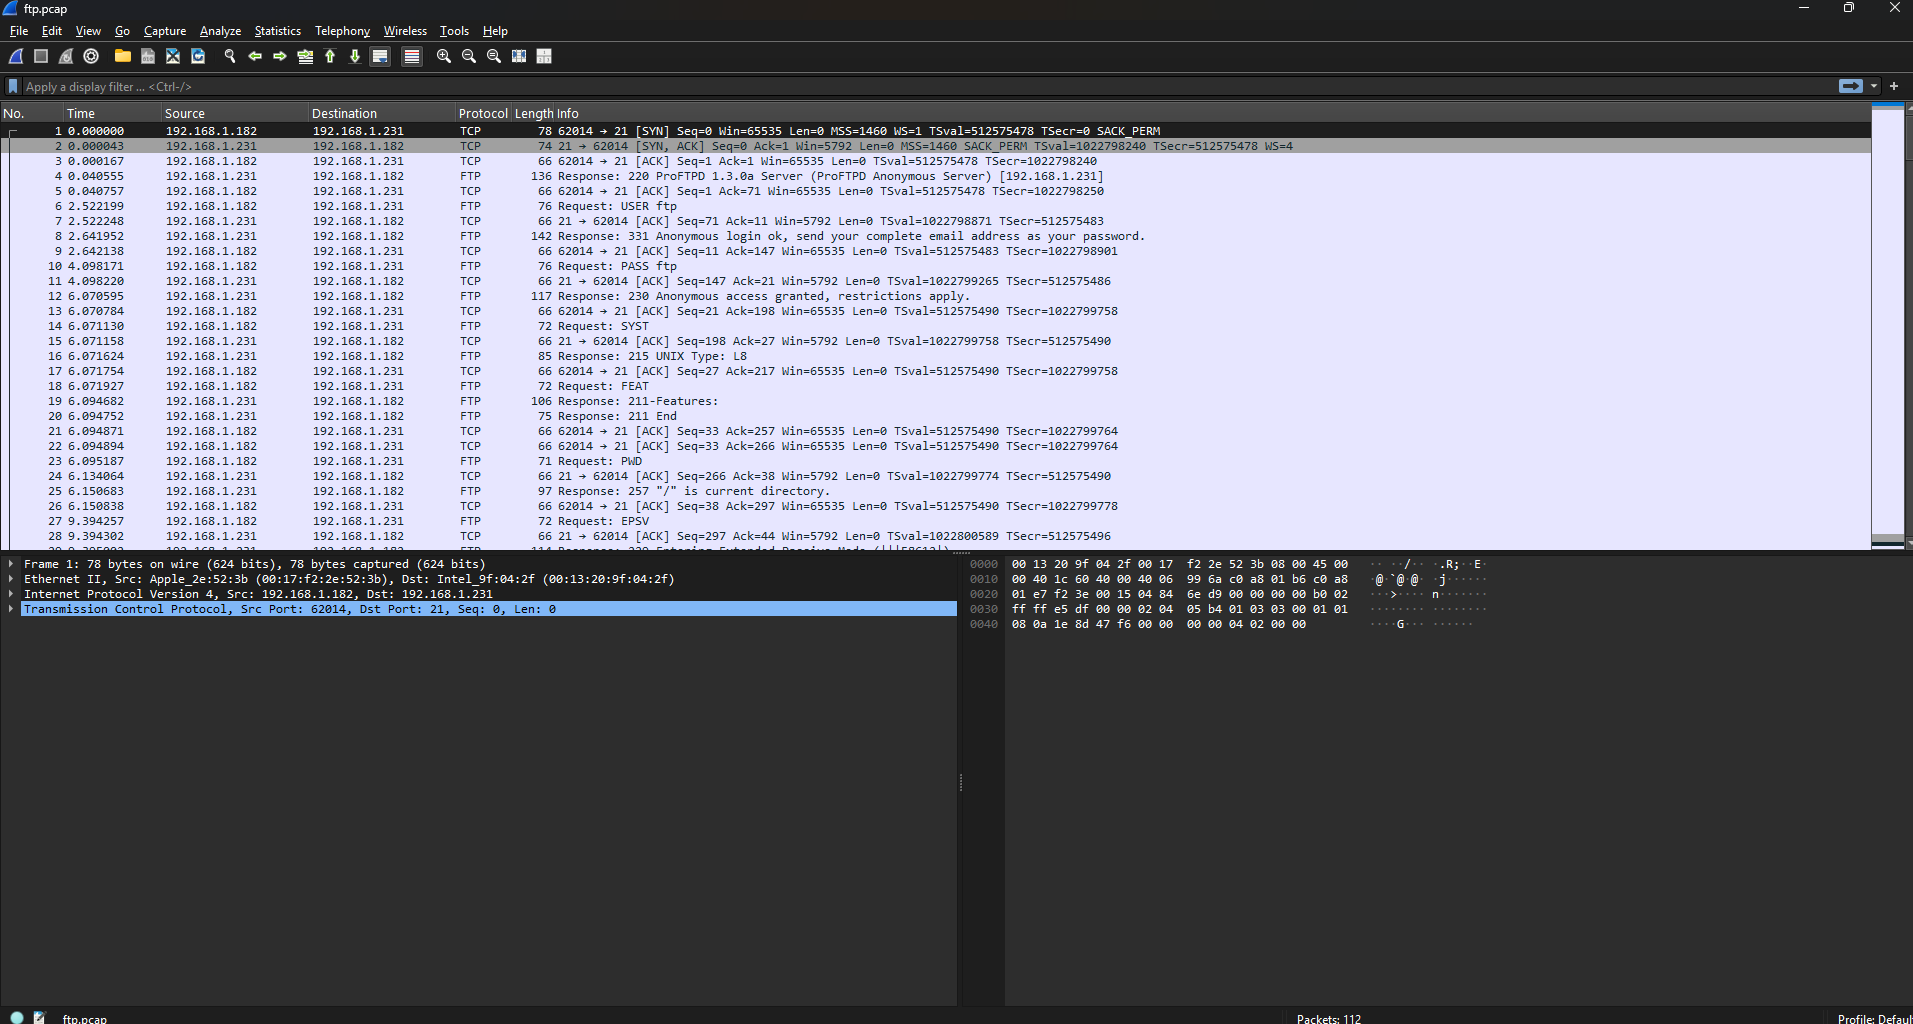 ftp.pcap
File Edit View Go Capture Analyze Statistics Telephony Wireless Tools Help
Apply a display filter ... <Ctrl-/>
No. Time Source Destination Protocol Length Info
1 0.000000 192.168.1.182 192.168.1.231 TCP 78 62014 → 21 [SYN] Seq=0 Win=65535 Len=0 MSS=1460 WS=1 TSval=512575478 TSecr=0 SACK_PERM
2 0.000043 192.168.1.231 192.168.1.182 TCP 74 21 → 62014 [SYN, ACK] Seq=0 Ack=1 Win=5792 Len=0 MSS=1460 SACK_PERM TSval=1022798240 TSecr=512575478 WS=4
3 0.000167 192.168.1.182 192.168.1.231 TCP 66 62014 → 21 [ACK] Seq=1 Ack=1 Win=65535 Len=0 TSval=512575478 TSecr=1022798240
4 0.040555 192.168.1.231 192.168.1.182 FTP 136 Response: 220 ProFTPD 1.3.0a Server (ProFTPD Anonymous Server) [192.168.1.231]
5 0.040757 192.168.1.182 192.168.1.231 TCP 66 62014 → 21 [ACK] Seq=1 Ack=71 Win=65535 Len=0 TSval=512575478 TSecr=1022798250
6 2.522199 192.168.1.182 192.168.1.231 FTP 76 Request: USER ftp
7 2.522248 192.168.1.231 192.168.1.182 TCP 66 21 → 62014 [ACK] Seq=71 Ack=11 Win=5792 Len=0 TSval=1022798871 TSecr=512575483
8 2.641952 192.168.1.231 192.168.1.182 FTP 142 Response: 331 Anonymous login ok, send your complete email address as your password.
9 2.642138 192.168.1.182 192.168.1.231 TCP 66 62014 → 21 [ACK] Seq=11 Ack=147 Win=65535 Len=0 TSval=512575483 TSecr=1022798901
10 4.098171 192.168.1.182 192.168.1.231 FTP 76 Request: PASS ftp
11 4.098220 192.168.1.231 192.168.1.182 TCP 66 21 → 62014 [ACK] Seq=147 Ack=21 Win=5792 Len=0 TSval=1022799265 TSecr=512575486
12 6.070595 192.168.1.231 192.168.1.182 FTP 117 Response: 230 Anonymous access granted, restrictions apply.
13 6.070784 192.168.1.182 192.168.1.231 TCP 66 62014 → 21 [ACK] Seq=21 Ack=198 Win=65535 Len=0 TSval=512575490 TSecr=1022799758
14 6.071130 192.168.1.182 192.168.1.231 FTP 72 Request: SYST
15 6.071158 192.168.1.231 192.168.1.182 TCP 66 21 → 62014 [ACK] Seq=198 Ack=27 Win=5792 Len=0 TSval=1022799758 TSecr=512575490
16 6.071624 192.168.1.231 192.168.1.182 FTP 85 Response: 215 UNIX Type: L8
17 6.071754 192.168.1.182 192.168.1.231 TCP 66 62014 → 21 [ACK] Seq=27 Ack=217 Win=65535 Len=0 TSval=512575490 TSecr=1022799758
18 6.071927 192.168.1.182 192.168.1.231 FTP 72 Request: FEAT
19 6.094682 192.168.1.231 192.168.1.182 FTP 106 Response: 211-Features:
20 6.094752 192.168.1.231 192.168.1.182 FTP 75 Response: 211 End
21 6.094871 192.168.1.182 192.168.1.231 TCP 66 62014 → 21 [ACK] Seq=33 Ack=257 Win=65535 Len=0 TSval=512575490 TSecr=1022799764
22 6.094894 192.168.1.182 192.168.1.231 TCP 66 62014 → 21 [ACK] Seq=33 Ack=266 Win=65535 Len=0 TSval=512575490 TSecr=1022799764
23 6.095187 192.168.1.182 192.168.1.231 FTP 71 Request: PWD
24 6.134064 192.168.1.231 192.168.1.182 TCP 66 21 → 62014 [ACK] Seq=266 Ack=38 Win=5792 Len=0 TSval=1022799774 TSecr=512575490
25 6.150683 192.168.1.231 192.168.1.182 FTP 97 Response: 257 "/" is current directory.
26 6.150838 192.168.1.182 192.168.1.231 TCP 66 62014 → 21 [ACK] Seq=38 Ack=297 Win=65535 Len=0 TSval=512575490 TSecr=1022799778
27 9.394257 192.168.1.182 192.168.1.231 FTP 72 Request: EPSV
28 9.394302 192.168.1.231 192.168.1.182 TCP 66 21 → 62014 [ACK] Seq=297 Ack=44 Win=5792 Len=0 TSval=1022800589 TSecr=512575496
Frame 1: 78 bytes on wire (624 bits), 78 bytes captured (624 bits)
Ethernet II, Src: Apple_2e:52:3b (00:17:f2:2e:52:3b), Dst: Intel_9f:04:2f (00:13:20:9f:04:2f)
Internet Protocol Version 4, Src: 192.168.1.182, Dst: 192.168.1.231
Transmission Control Protocol, Src Port: 62014, Dst Port: 21, Seq: 0, Len: 0
0000 00 13 20 9f 04 2f 00 17 f2 2e 52 3b 08 00 45 00 ·· ··/·· ·.R;··E·
0010 00 40 1c 60 40 00 40 06 99 6a c0 a8 01 b6 c0 a8 ·@·`@·@· ·j······
0020 01 e7 f2 3e 00 15 04 84 6e d9 00 00 00 00 b0 02 ···>···· n·······
0030 ff ff e5 df 00 00 02 04 05 b4 01 03 03 00 01 01 ········ ········
0040 08 0a 1e 8d 47 f6 00 00 00 00 04 02 00 00 ····G··· ······
ftp.pcap
Packets: 112
Profile: Defaul